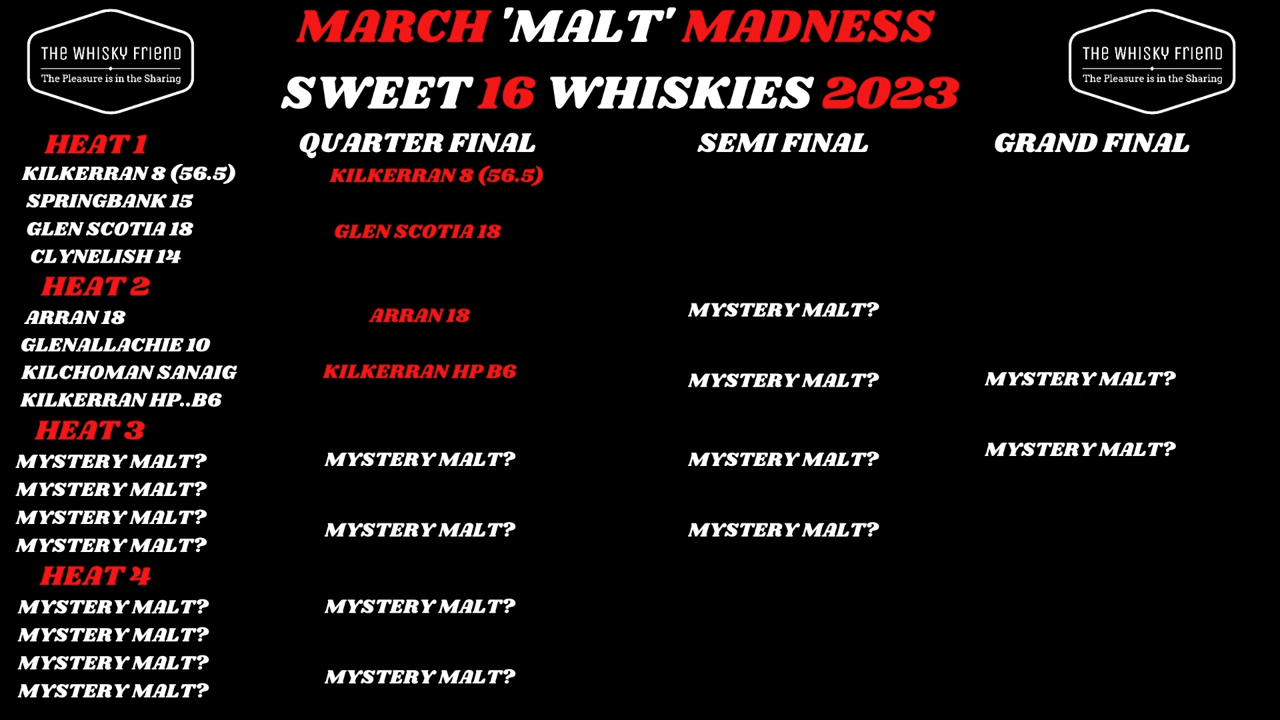 THE WHISKY FRIEND
The Pleasure is in the Sharing
MARCH 'MALT' MADNESS
SWEET 16 WHISKIES 2023
THE WHISKY FRIEND
The Pleasure is in the Sharing
HEAT 1
KILKERRAN 8 (56.5)
SPRINGBANK 15
GLEN SCOTIA 18
CLYNELISH 14
HEAT 2
ARRAN 18
GLENALLACHIE 10
KILCHOMAN SANAIG
KILKERRAN HP..B6
HEAT 3
MYSTERY MALT?
MYSTERY MALT?
MYSTERY MALT?
MYSTERY MALT?
HEAT 4
MYSTERY MALT?
MYSTERY MALT?
MYSTERY MALT?
MYSTERY MALT?
QUARTER FINAL
KILKERRAN 8 (56.5)
GLEN SCOTIA 18
ARRAN 18
KILKERRAN HP B6
MYSTERY MALT?
MYSTERY MALT?
MYSTERY MALT?
MYSTERY MALT?
SEMI FINAL
MYSTERY MALT?
MYSTERY MALT?
MYSTERY MALT?
MYSTERY MALT?
GRAND FINAL
MYSTERY MALT?
MYSTERY MALT?